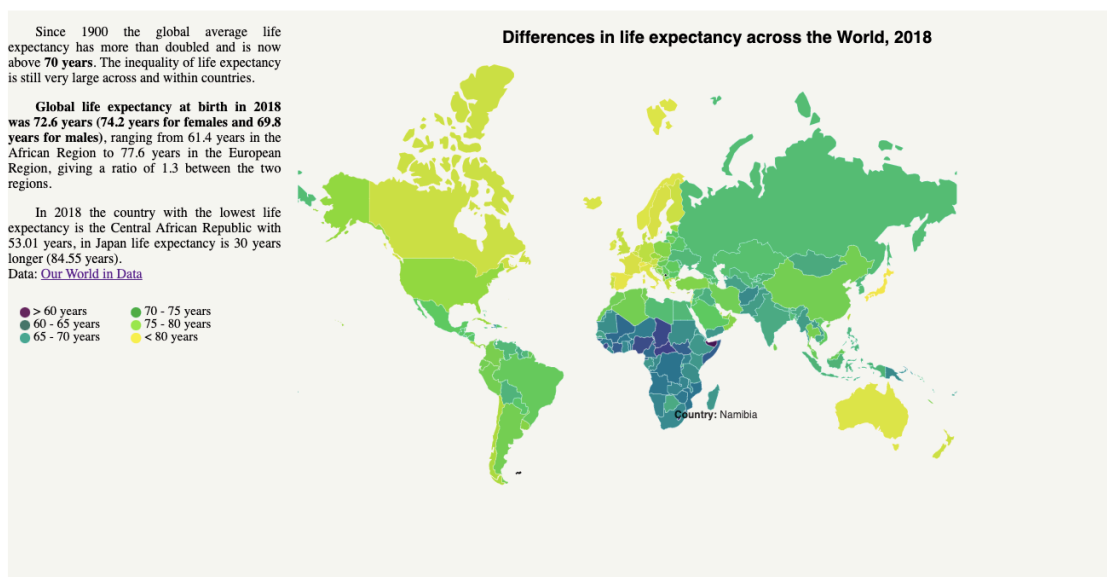 Since 1900 the global average life
expectancy has more than doubled and is now
above 70 years. The inequality of life expectancy
is still very large across and within countries.
Global life expectancy at birth in 2018
was 72.6 years (74.2 years for females and 69.8
years for males), ranging from 61.4 years in the
African Region to 77.6 years in the European
Region, giving a ratio of 1.3 between the two
regions.
In 2018 the country with the lowest life
expectancy is the Central African Republic with
53.01 years, in Japan life expectancy is 30 years
longer (84.55 years).
Data: Our World in Data
> 60 years
60 - 65 years
65 - 70 years
70 - 75 years
75 - 80 years
< 80 years
Differences in life expectancy across the World, 2018
Country: Namibia